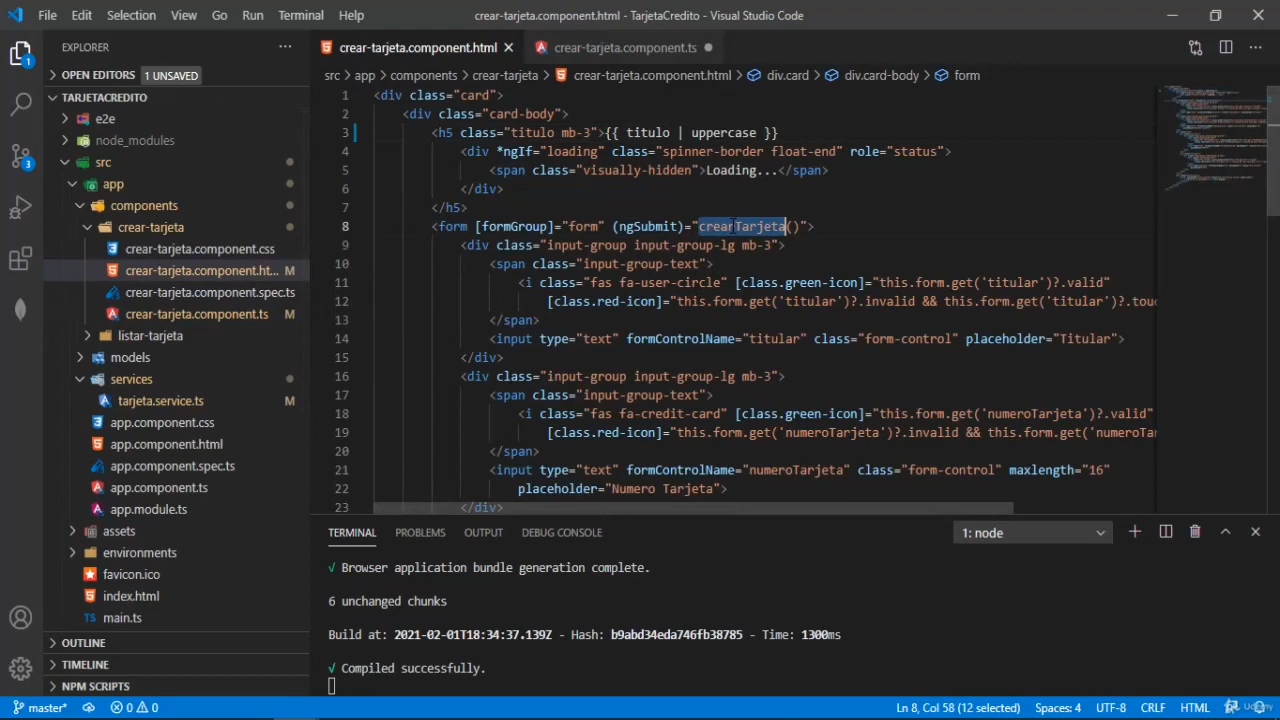 File Edit Selection View Go Run Terminal Help
crear-tarjeta.component.html - TarjetaCredito - Visual Studio Code
EXPLORER
OPEN EDITORS 1 UNSAVED
TARJETACREDITO
e2e
node_modules
src
app
components
crear-tarjeta
crear-tarjeta.component.css
crear-tarjeta.component.ht... M
crear-tarjeta.component.spec.ts
crear-tarjeta.component.ts M
listar-tarjeta
models
services
tarjeta.service.ts M
app.component.css
app.component.html
app.component.spec.ts
app.component.ts
app.module.ts
assets
environments
favicon.ico
index.html
main.ts
OUTLINE
TIMELINE
NPM SCRIPTS
1
3
crear-tarjeta.component.html crear-tarjeta.component.ts
src > app > components > crear-tarjeta > crear-tarjeta.component.html > div.card > div.card-body > form
1 <div class="card">
2 <div class="card-body">
3 <h5 class="titulo mb-3">{{ titulo | uppercase }}
4 <div *ngIf="loading" class="spinner-border float-end" role="status">
5 <span class="visually-hidden">Loading...</span>
6 </div>
7 </h5>
8 <form [formGroup]="form" (ngSubmit)="crearTarjeta()">
9 <div class="input-group input-group-lg mb-3">
10 <span class="input-group-text">
11 <i class="fas fa-user-circle" [class.green-icon]="this.form.get('titular')?.valid"
12 [class.red-icon]="this.form.get('titular')?.invalid && this.form.get('titular')?.touc
13 </span>
14 <input type="text" formControlName="titular" class="form-control" placeholder="Titular">
15 </div>
16 <div class="input-group input-group-lg mb-3">
17 <span class="input-group-text">
18 <i class="fas fa-credit-card" [class.green-icon]="this.form.get('numeroTarjeta')?.valid"
19 [class.red-icon]="this.form.get('numeroTarjeta')?.invalid && this.form.get('numeroTar
20 </span>
21 <input type="text" formControlName="numeroTarjeta" class="form-control" maxlength="16"
22 placeholder="Numero Tarjeta">
23 </div>
TERMINAL PROBLEMS OUTPUT DEBUG CONSOLE 1: node
√ Browser application bundle generation complete.
6 unchanged chunks
Build at: 2021-02-01T18:34:37.139Z - Hash: b9abd34eda746fb38785 - Time: 1300ms
√ Compiled successfully.
master* 0 0 Ln 8, Col 58 (12 selected) Spaces: 4 UTF-8 CRLF HTML